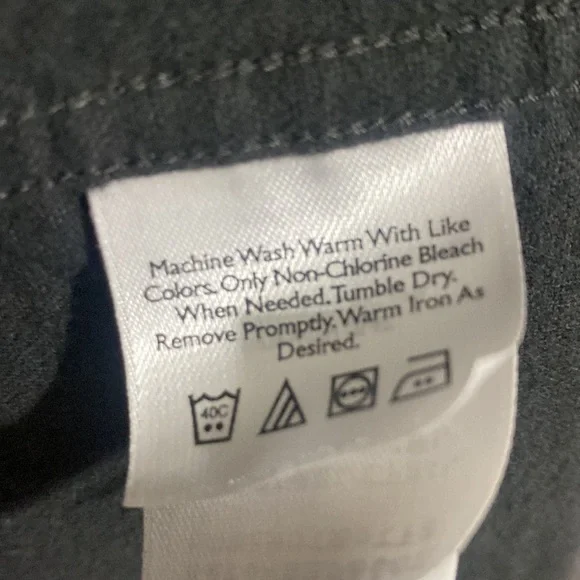 Machine Wash Warm With Like
Colors. Only Non-Chlorine Bleach
When Needed. Tumble Dry.
Remove Promptly. Warm Iron As
Desired.
40C